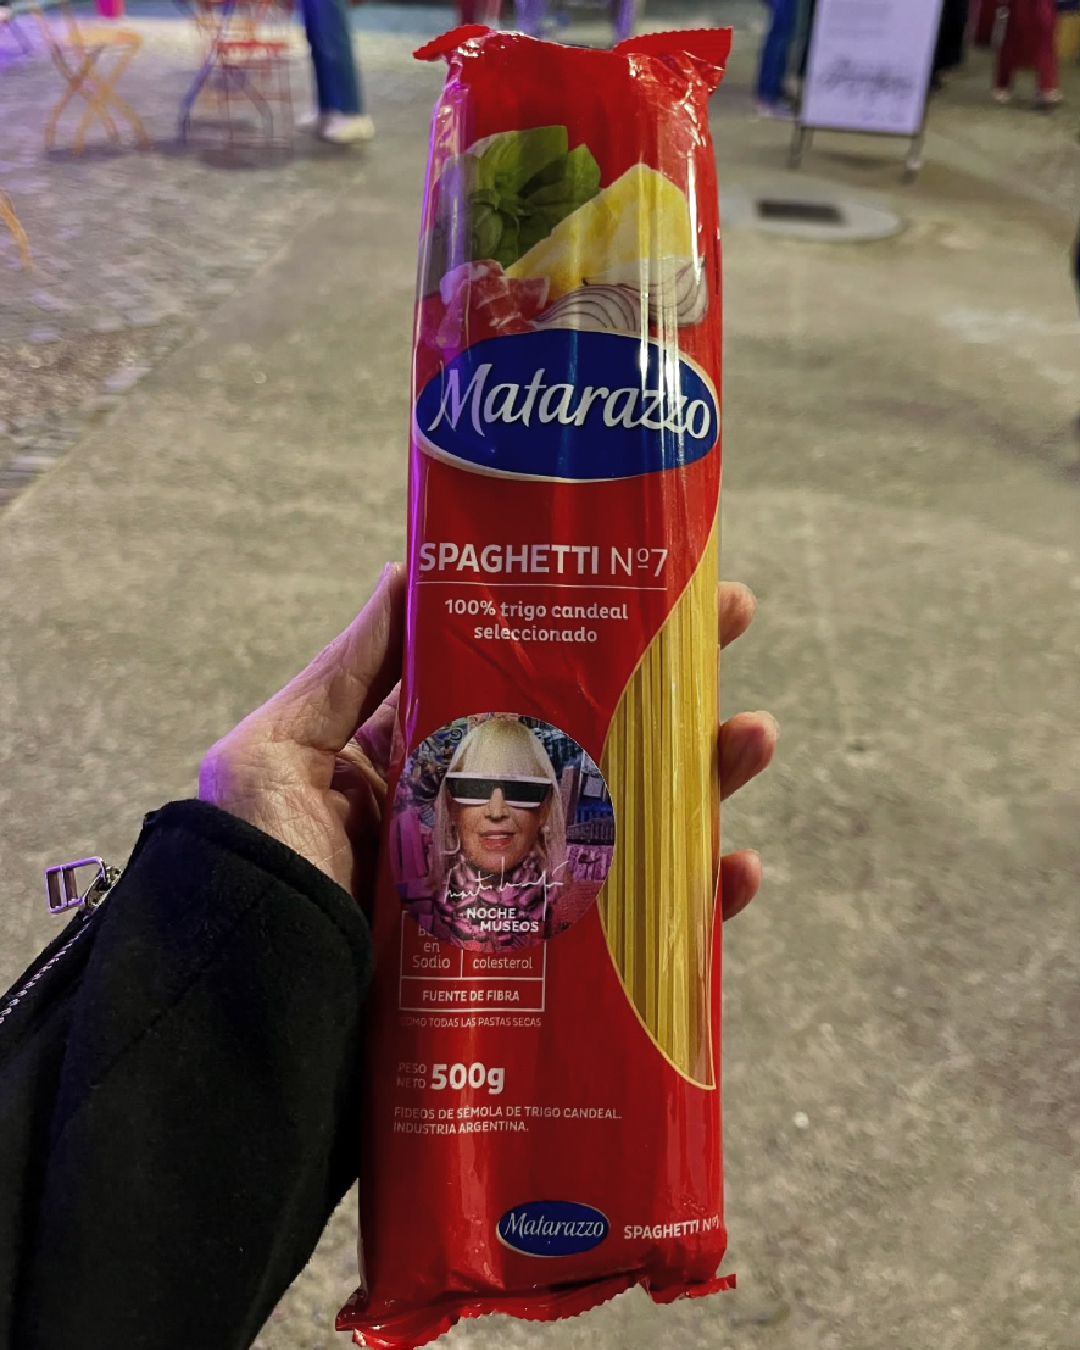 Matarazzo
SPAGHETTI Nº7
100% trigo candeal
seleccionado
NOCHE
MUSEOS
en
Sodio
colesterol
FUENTE DE FIBRA
COMO TODAS LAS PASTAS SECAS
PESO
NETO 500g
FIDEOS DE SÉMOLA DE TRIGO CANDEAL.
INDUSTRIA ARGENTINA.
Matarazzo
SPAGHETTI Nº7